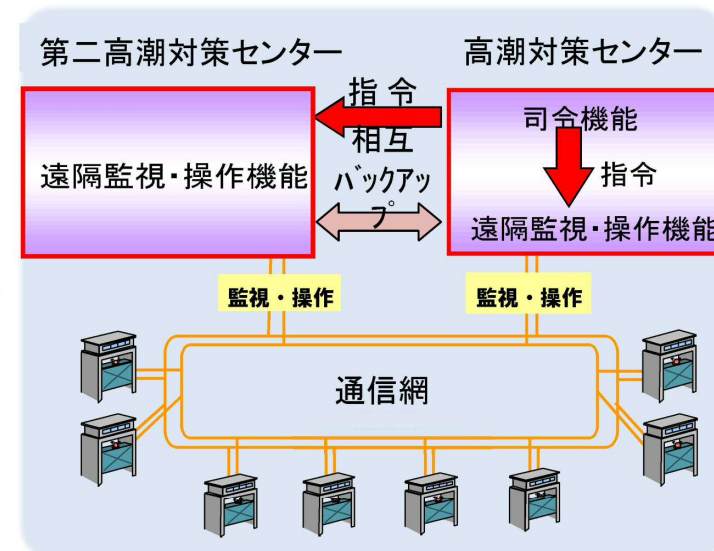 第二高潮対策センター
高潮対策センター
指令
相互
バックアッ
プ
遠隔監視・操作機能
司令機能
指令
遠隔監視・操作機能
監視・操作
監視・操作
通信網